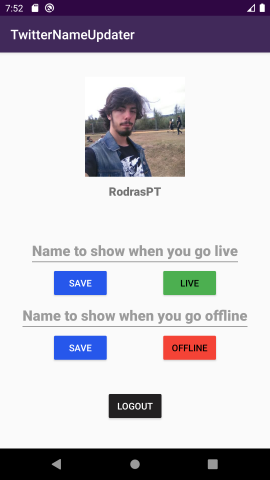 7:52
TwitterNameUpdater
RodrasPT
Name to show when you go live
SAVE LIVE
Name to show when you go offline
SAVE OFFLINE
LOGOUT